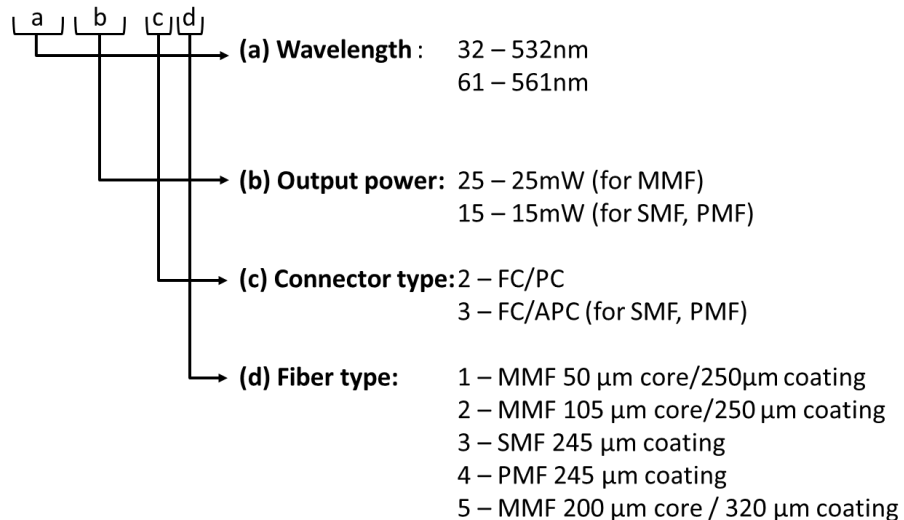 a b c d
(a) Wavelength : 32 – 532nm
61 – 561nm
(b) Output power: 25 – 25mW (for MMF)
15 – 15mW (for SMF, PMF)
(c) Connector type: 2 – FC/PC
3 – FC/APC (for SMF, PMF)
(d) Fiber type: 1 – MMF 50 µm core/250µm coating
2 – MMF 105 µm core/250 µm coating
3 – SMF 245 µm coating
4 – PMF 245 µm coating
5 – MMF 200 µm core / 320 µm coating